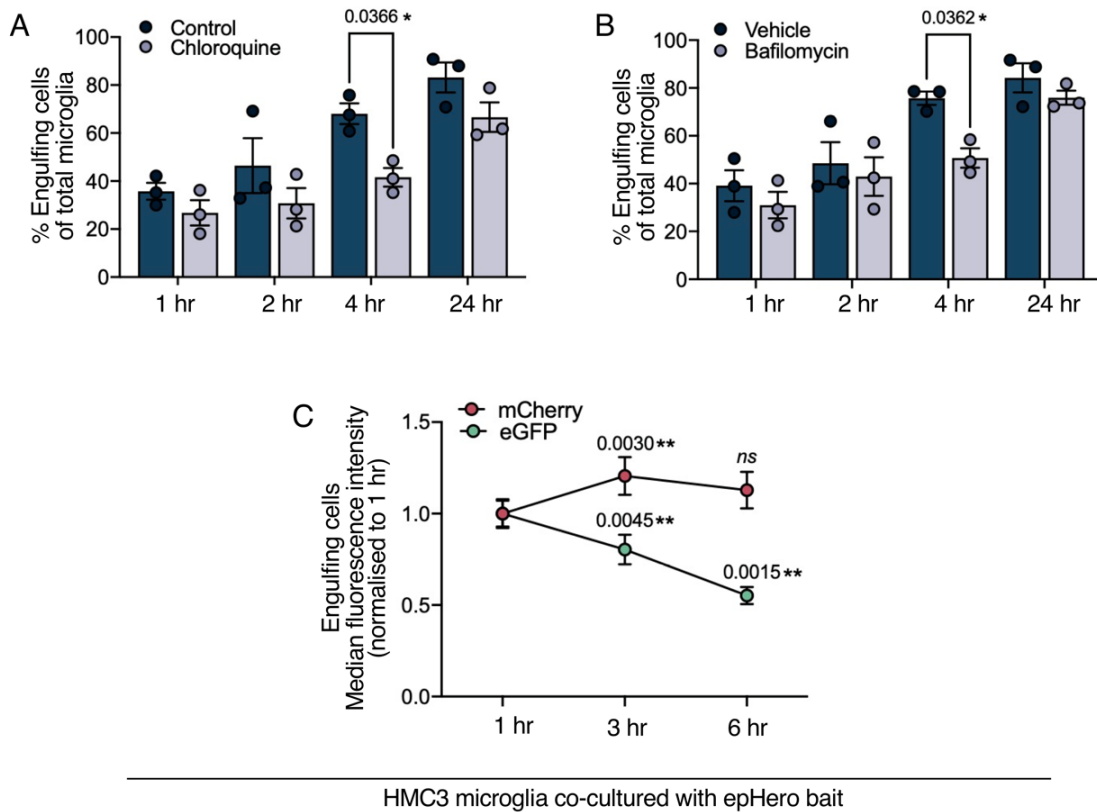 A
Control
Chloroquine
0.0366 *
% Engulfing cells
of total microglia
100
80
60
40
20
0
1 hr
2 hr
4 hr
24 hr
B
Vehicle
Bafilomycin
0.0362 *
% Engulfing cells
of total microglia
100
80
60
40
20
0
1 hr
2 hr
4 hr
24 hr
C
mCherry
eGFP
Engulfing cells
Median fluorescence intensity
(normalised to 1 hr)
1.5
1.0
0.5
0.0
0.0030**
ns
0.0045**
0.0015**
1 hr
3 hr
6 hr
HMC3 microglia co-cultured with epHero bait